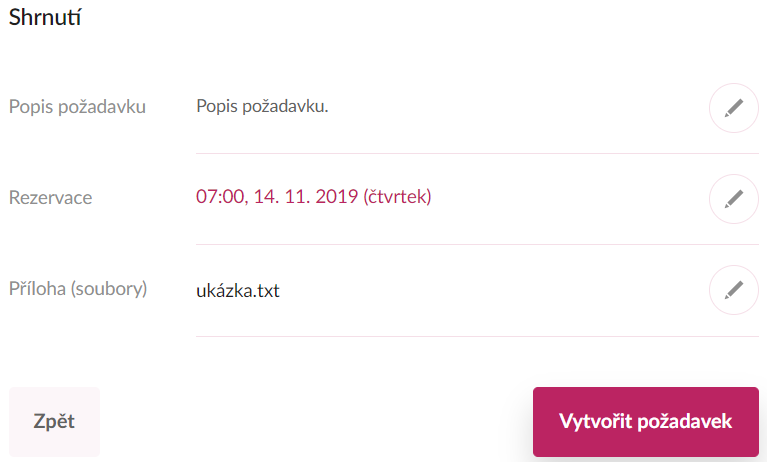 Shrnutí
Popis požadavku Popis požadavku.
Rezervace 07:00, 14. 11. 2019 (čtvrtek)
Příloha (soubory) ukázka.txt
Zpět Vytvořit požadavek